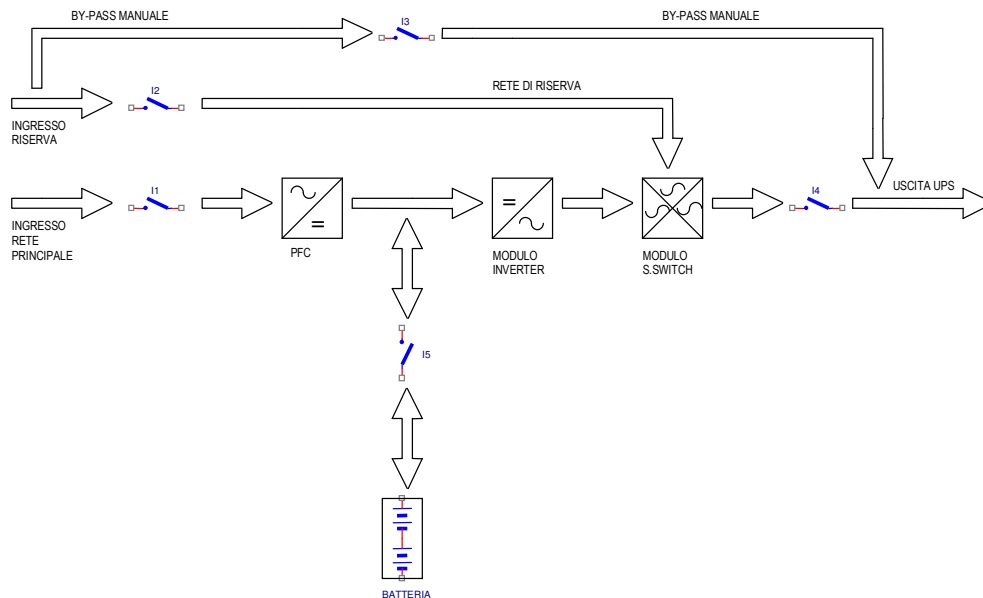 BY-PASS MANUALE
I3
BY-PASS MANUALE
I2
RETE DI RISERVA
INGRESSO
RISERVA
I1
I4
USCITA UPS
INGRESSO
RETE
PRINCIPALE
PFC
MODULO
INVERTER
MODULO
S.SWITCH
I5
BATTERIA